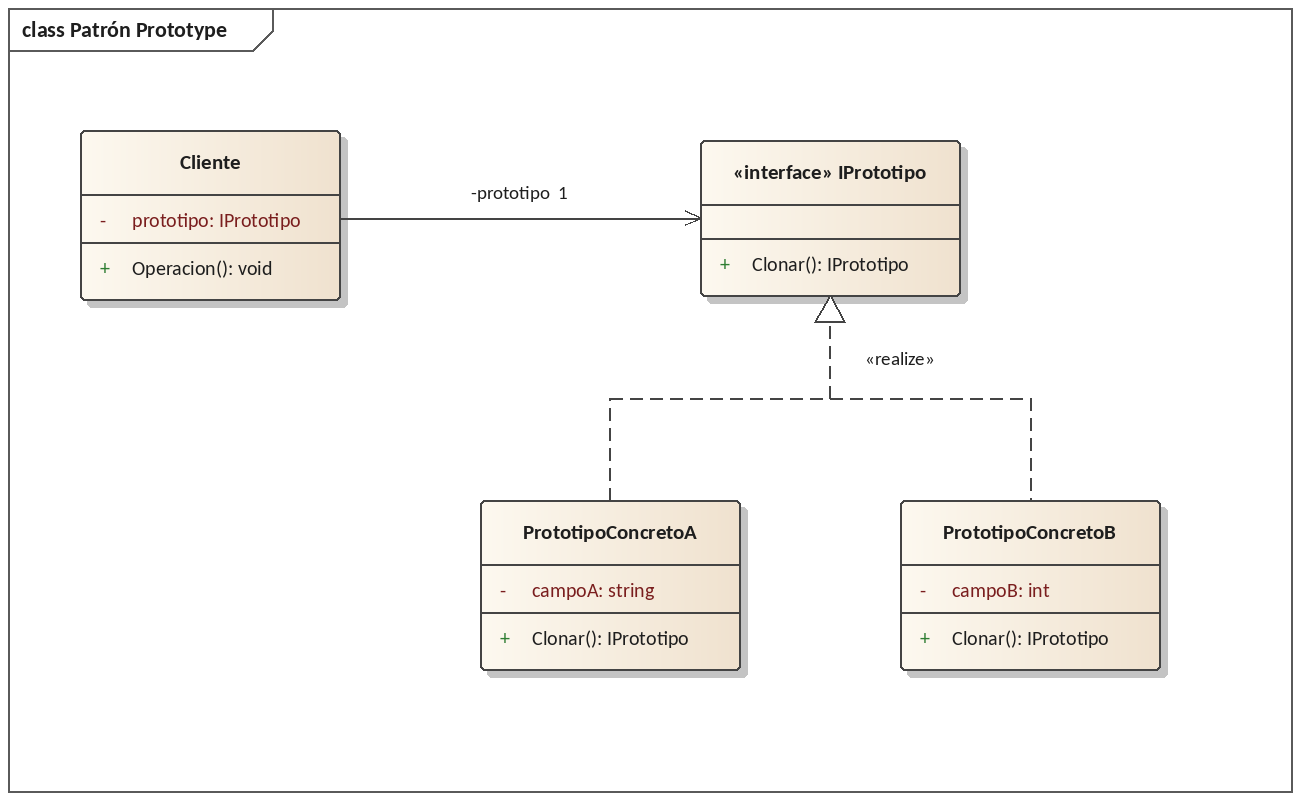 class Patrón Prototype
Cliente
- prototipo: IPrototipo
+ Operacion(): void
-prototipo 1
«interface» IPrototipo
+ Clonar(): IPrototipo
«realize»
PrototipoConcretoA
- campoA: string
+ Clonar(): IPrototipo
PrototipoConcretoB
- campoB: int
+ Clonar(): IPrototipo